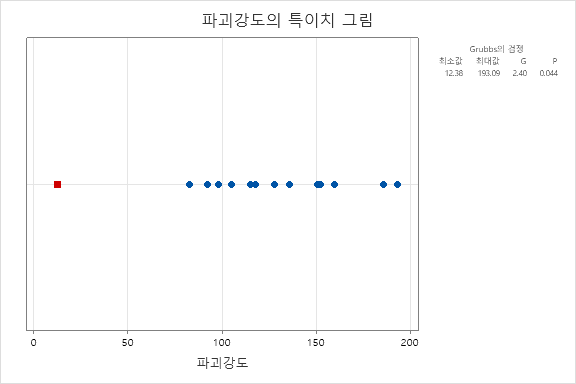 파괴강도의 특이치 그림
Grubbs의 검정
최소값 최대값 G P
12.38 193.09 2.40 0.044
0 50 100 150 200
파괴강도